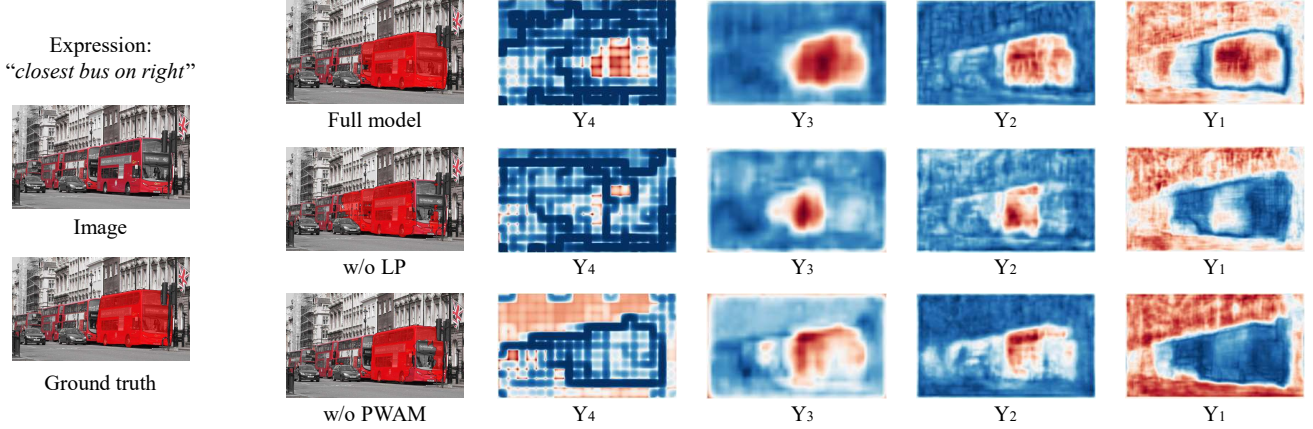 Expression:
“closest bus on right”
Image
Ground truth
Full model
Y4
Y3
Y2
Y1
w/o LP
Y4
Y3
Y2
Y1
w/o PWAM
Y4
Y3
Y2
Y1